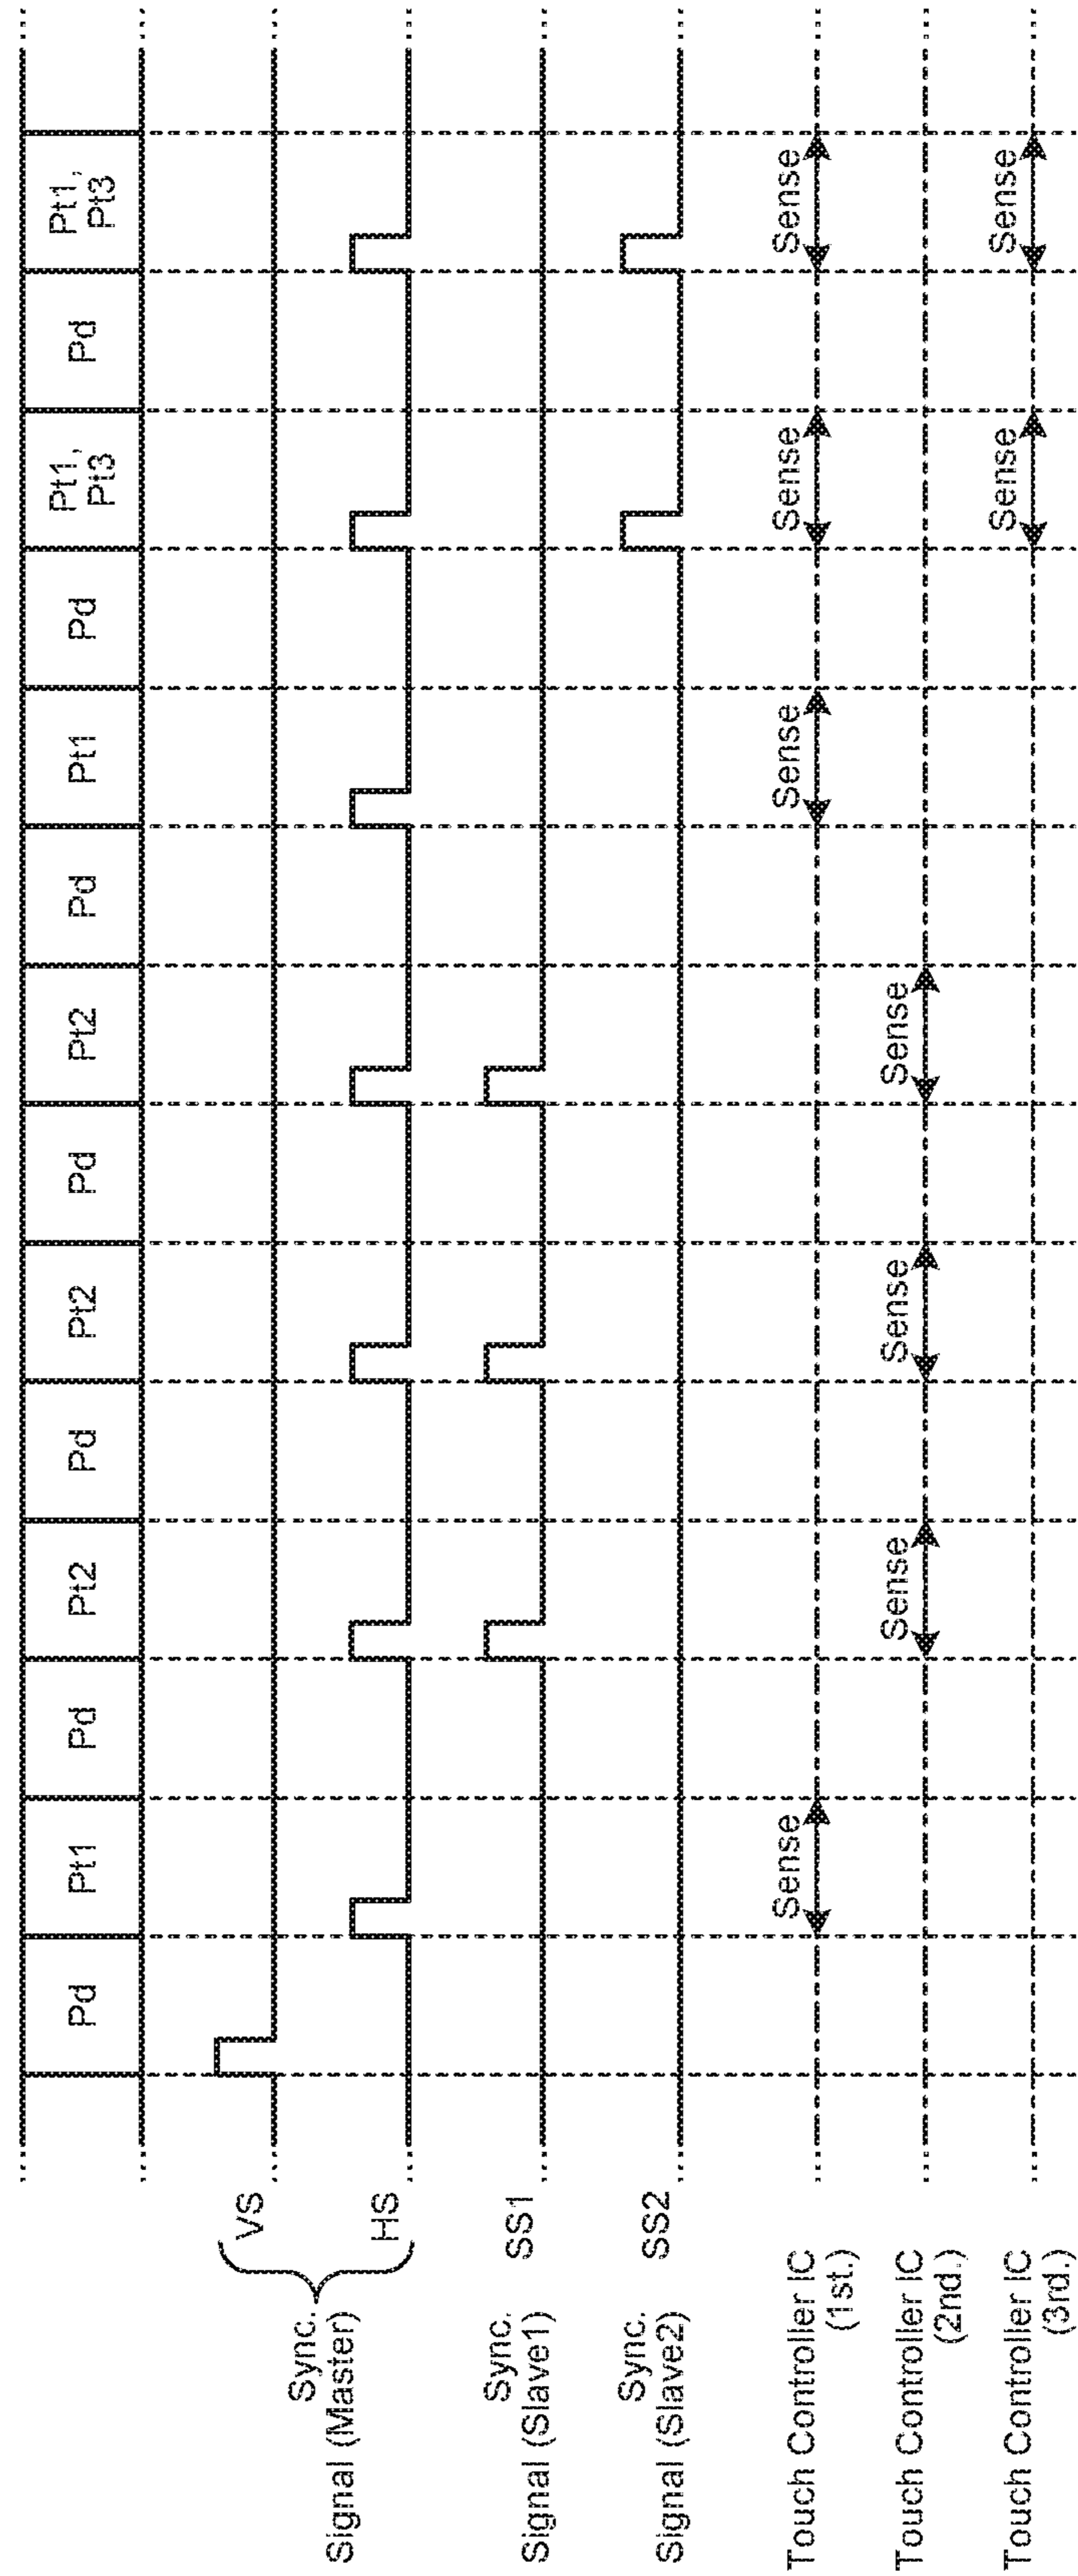 Pd
Pt1
Pd
Pt2
Pd
Pt2
Pd
Pt2
Pd
Pt1
Pd
Pt1,
Pt3
Pd
Pt1,
Pt3
Sync.
Signal (Master)
VS
HS
Sync.
Signal (Slave1)
SS1
Sync.
Signal (Slave2)
SS2
Touch Controller IC
(1st.)
Sense
Sense
Sense
Sense
Touch Controller IC
(2nd.)
Sense
Sense
Sense
Touch Controller IC
(3rd.)
Sense
Sense